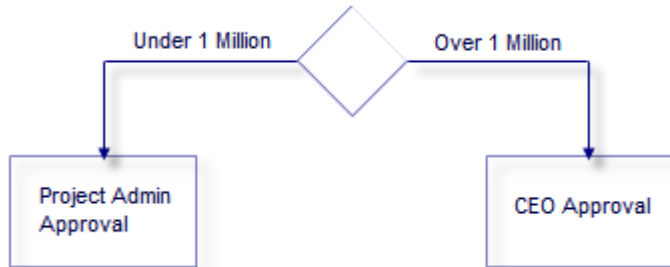 Under 1 Million
Over 1 Million
Project Admin
Approval
CEO Approval